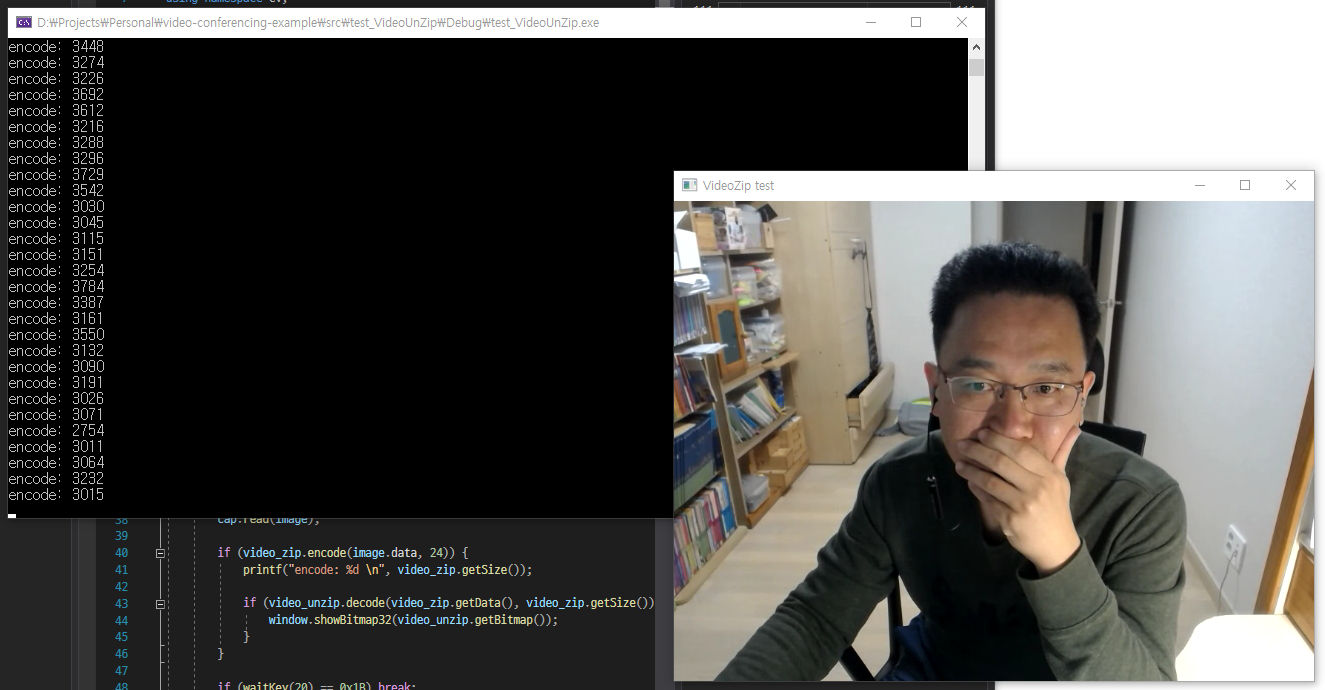 using namespace cv;
D:₩Projects₩Personal₩video-conferencing-example₩src₩test_VideoUnZip₩Debug₩test_VideoUnZip.exe
encode: 3448
encode: 3274
encode: 3226
encode: 3692
encode: 3612
encode: 3216
encode: 3288
encode: 3296
encode: 3729
encode: 3542
encode: 3030
encode: 3045
encode: 3115
encode: 3151
encode: 3254
encode: 3784
encode: 3387
encode: 3161
encode: 3550
encode: 3132
encode: 3090
encode: 3191
encode: 3026
encode: 3071
encode: 2754
encode: 3011
encode: 3064
encode: 3232
encode: 3015
VideoZip test
38 cap.read(image);
39
40 if (video_zip.encode(image.data, 24)) {
41 printf("encode: %d \n", video_zip.getSize());
42
43 if (video_unzip.decode(video_zip.getData(), video_zip.getSize())
44 window.showBitmap32(video_unzip.getBitmap());
45 }
46 }
47
48 if (waitKey(20) == 0x1B) break;